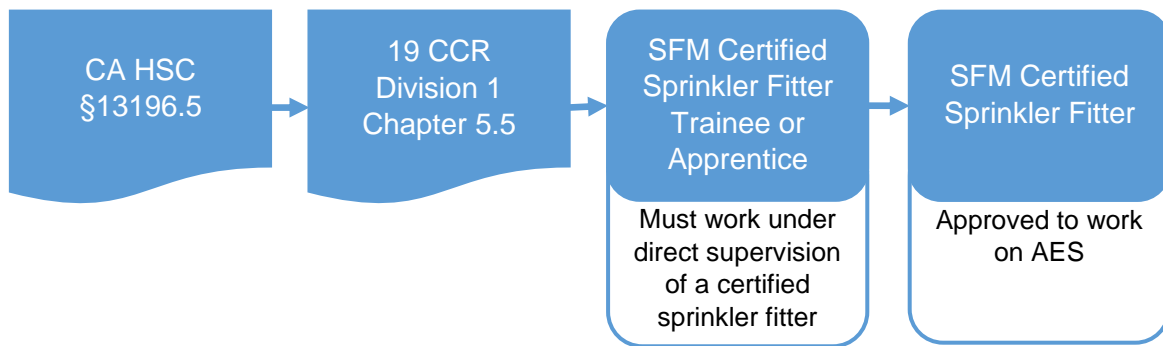 CA HSC
§13196.5
19 CCR
Division 1
Chapter 5.5
SFM Certified
Sprinkler Fitter
Trainee or
Apprentice
Must work under
direct supervision
of a certified
sprinkler fitter
SFM Certified
Sprinkler Fitter
Approved to work
on AES